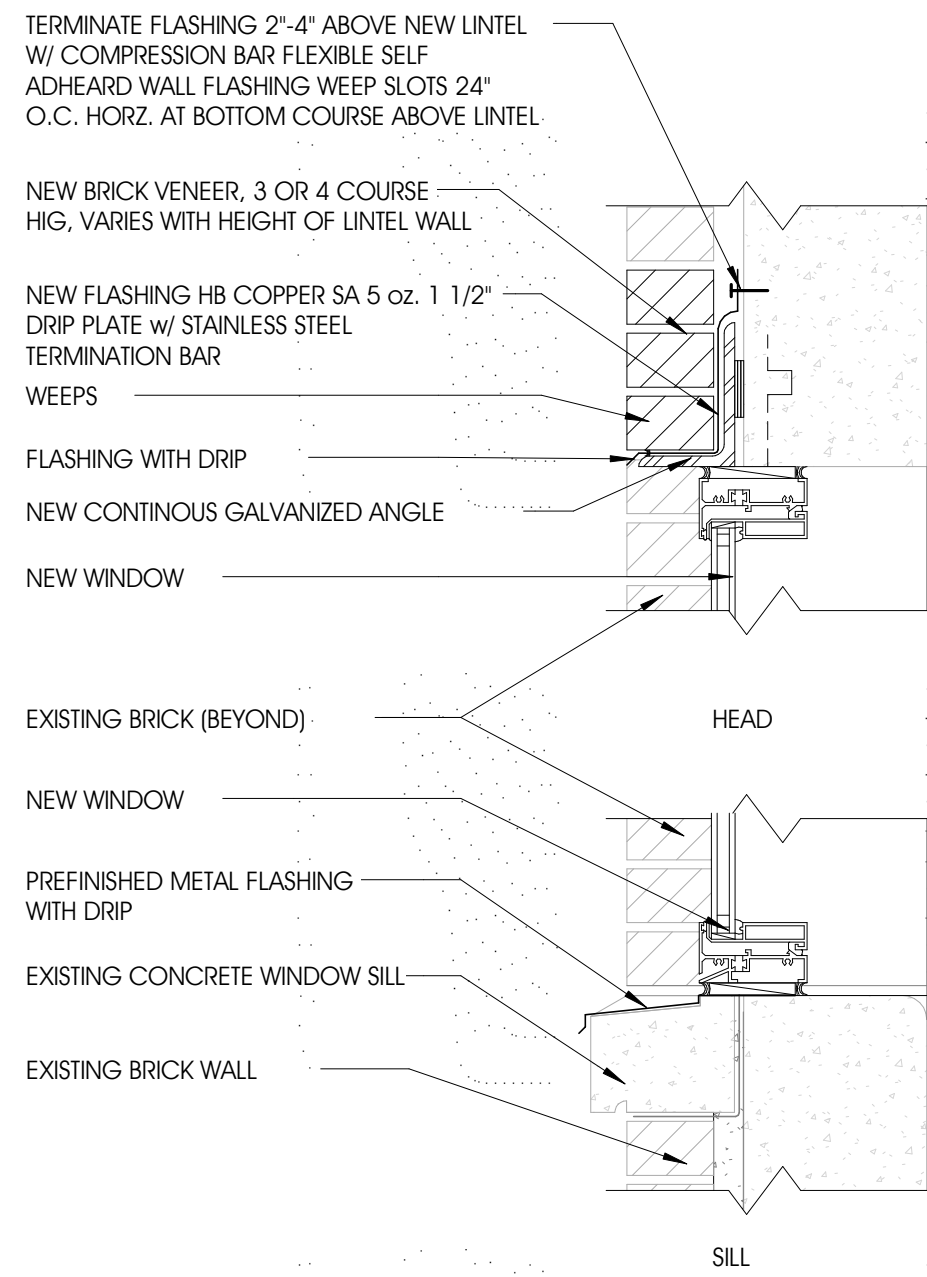 TERMINATE FLASHING 2"-4" ABOVE NEW LINTEL
W/ COMPRESSION BAR FLEXIBLE SELF
ADHEARD WALL FLASHING WEEP SLOTS 24"
O.C. HORZ. AT BOTTOM COURSE ABOVE LINTEL
NEW BRICK VENEER, 3 OR 4 COURSE
HIG, VARIES WITH HEIGHT OF LINTEL WALL
NEW FLASHING HB COPPER SA 5 oz. 1 1/2"
DRIP PLATE w/ STAINLESS STEEL
TERMINATION BAR
WEEPS
FLASHING WITH DRIP
NEW CONTINOUS GALVANIZED ANGLE
NEW WINDOW
EXISTING BRICK (BEYOND)
HEAD
NEW WINDOW
PREFINISHED METAL FLASHING
WITH DRIP
EXISTING CONCRETE WINDOW SILL
EXISTING BRICK WALL
SILL